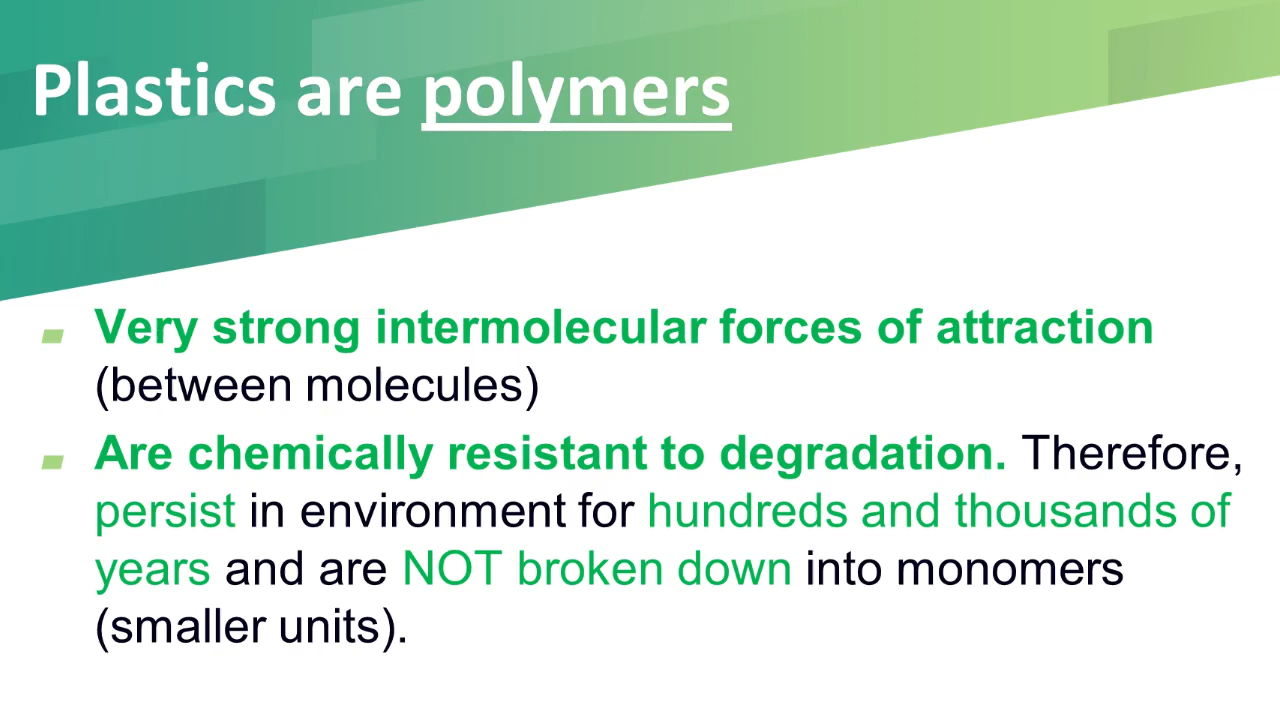 Plastics are polymers
Very strong intermolecular forces of attraction
(between molecules)
Are chemically resistant to degradation. Therefore,
persist in environment for hundreds and thousands of
years and are NOT broken down into monomers
(smaller units).